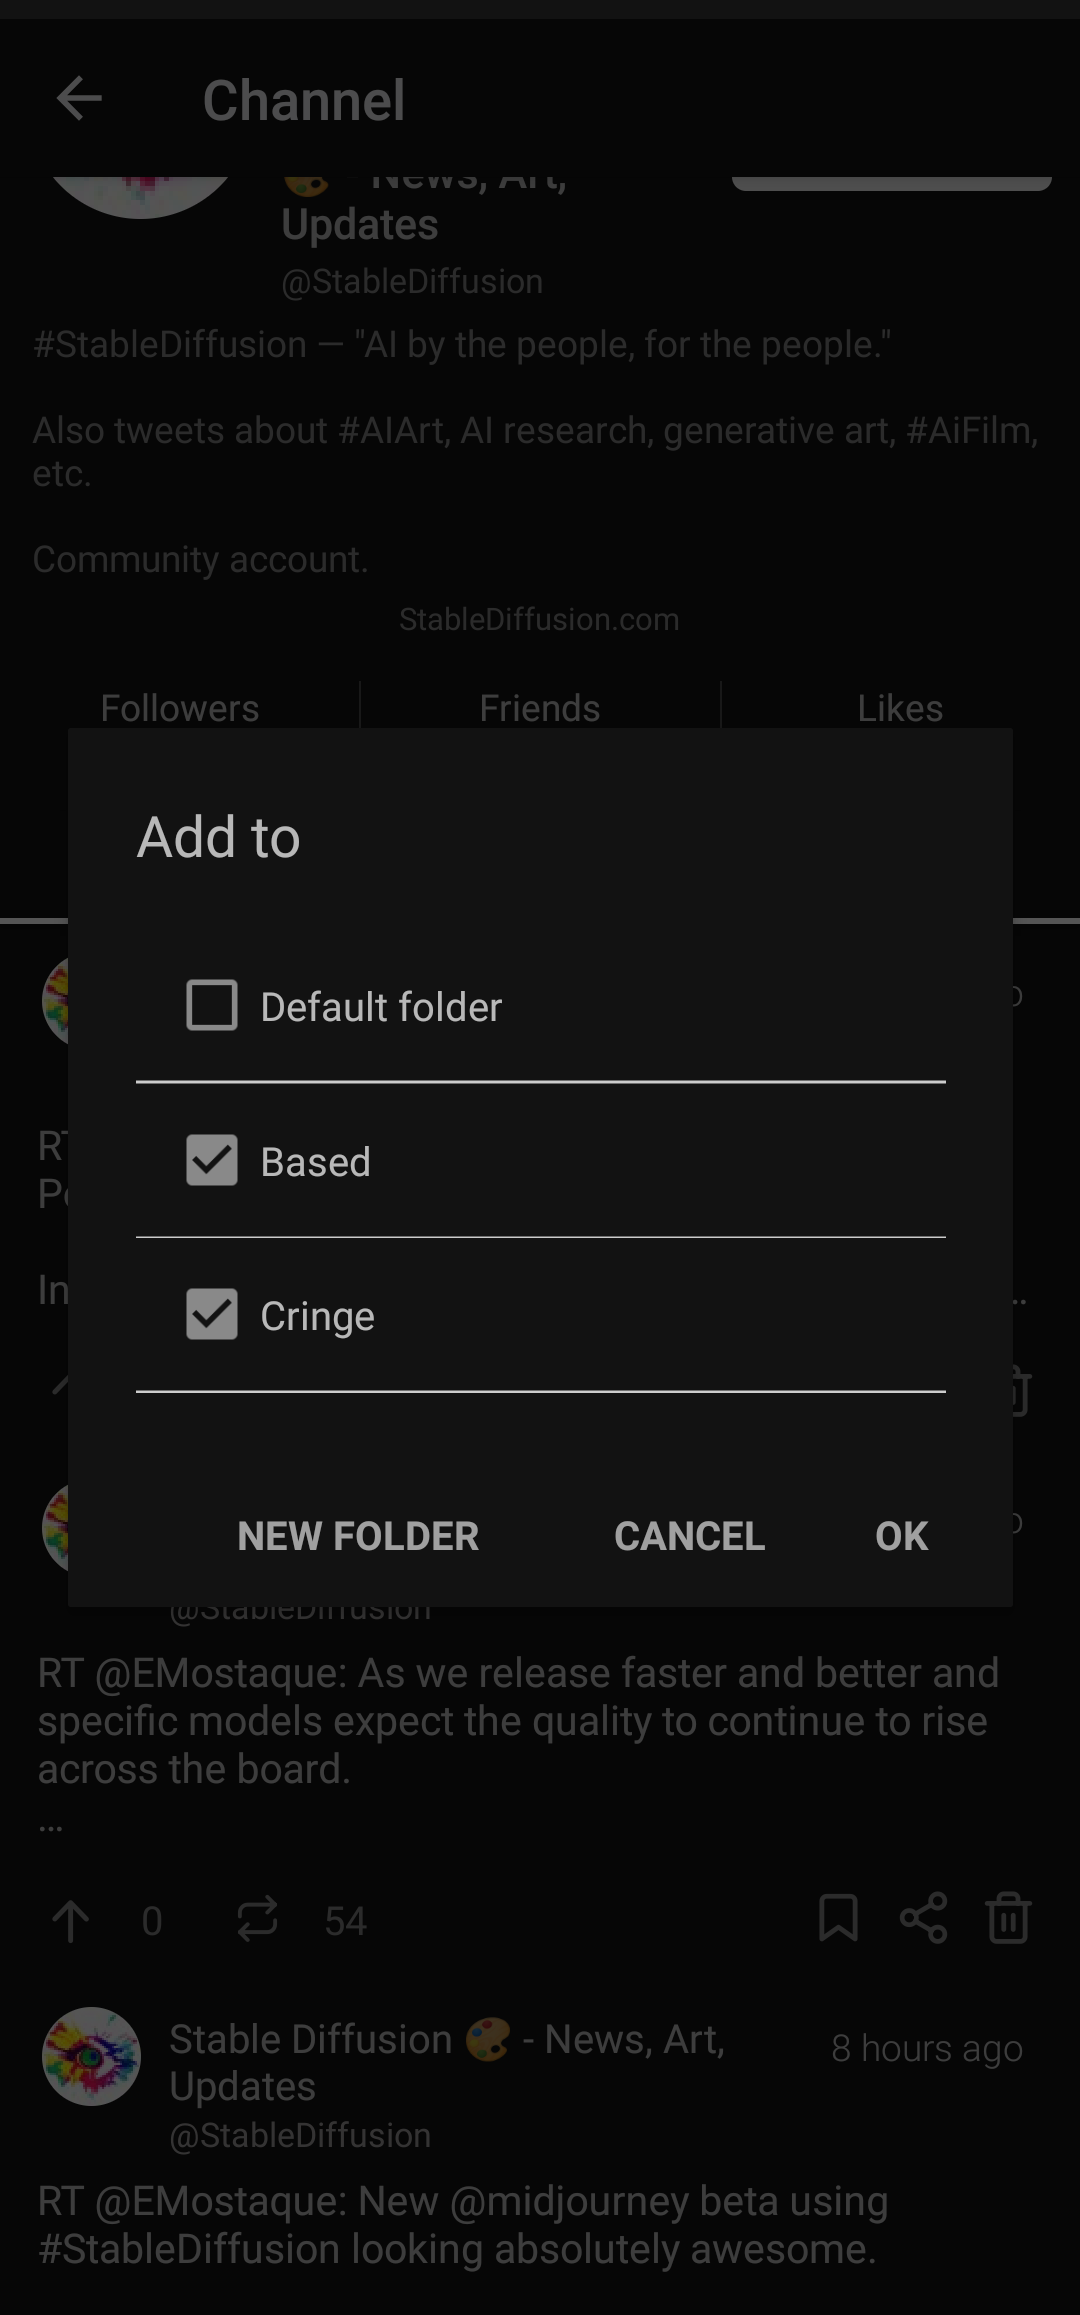 Channel
News, Art,
Updates
@StableDiffusion
#StableDiffusion — "AI by the people, for the people."
Also tweets about #AIArt, AI research, generative art, #AiFilm,
etc.
Community account.
StableDiffusion.com
Followers
Friends
Likes
Add to
Default folder
Based
Cringe
NEW FOLDER
CANCEL
OK
@StableDiffusion
RT @EMostaque: As we release faster and better and
specific models expect the quality to continue to rise
across the board.
...
0
54
Stable Diffusion 🎨 - News, Art,
Updates
8 hours ago
@StableDiffusion
RT @EMostaque: New @midjourney beta using
#StableDiffusion looking absolutely awesome.